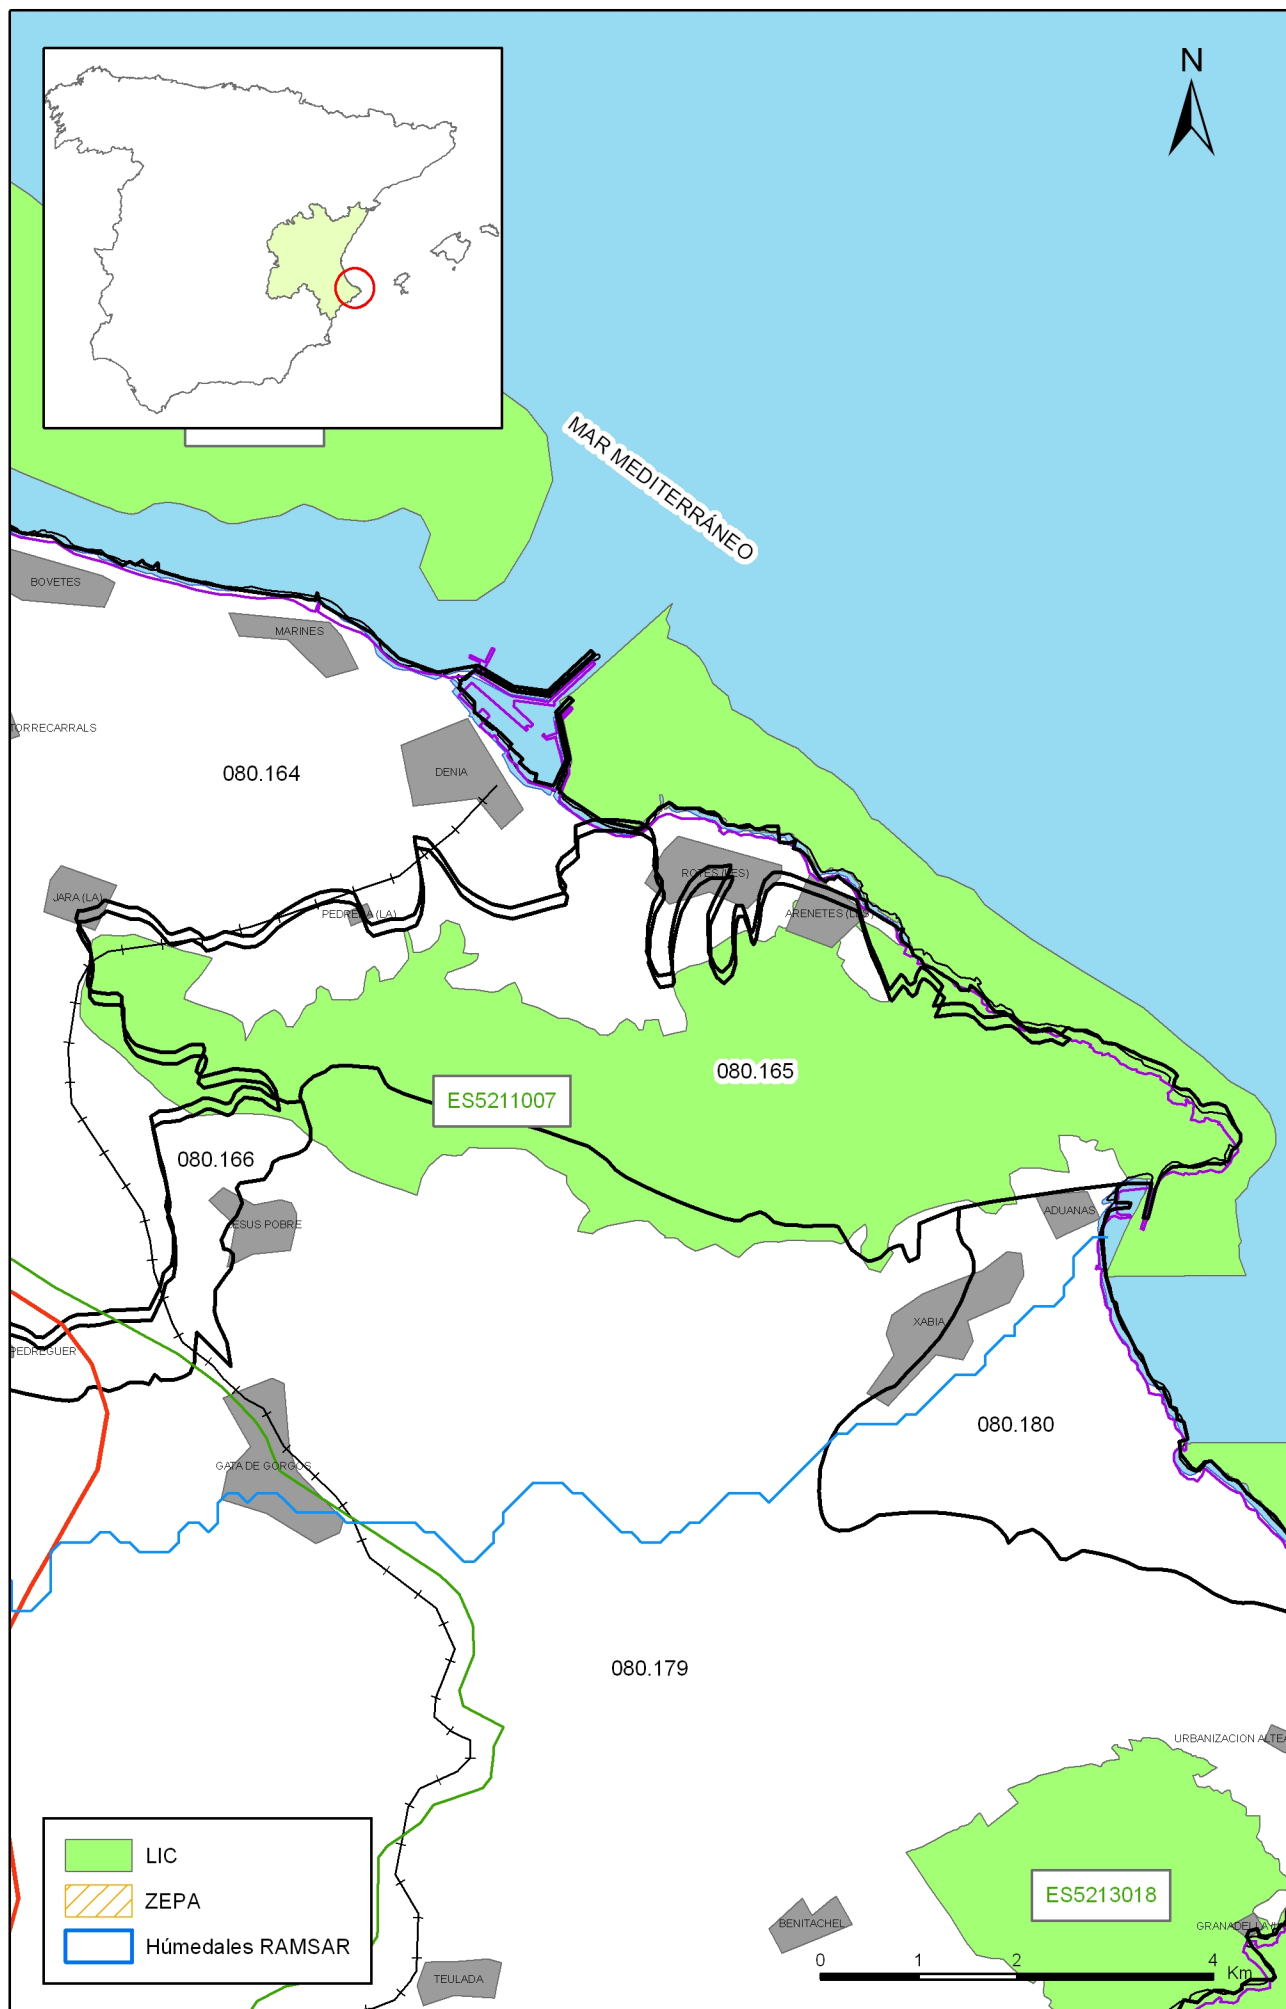 N
MAR MEDITERRÁNEO
BOVETES
MARINES
TORRECARRALS
080.164
DENIA
ROTES (LES)
JARA (LA)
PEDRERA (LA)
ARENETES (LES)
080.165
ES5211007
080.166
JESUS POBRE
ADUANAS
XABIA
PEDREGUER
080.180
GATA DE GORGOS
080.179
URBANIZACION ALTEA
LIC
ES5213018
ZEPA
BENITACHEL
GRANADELLA
Húmedales RAMSAR
0 1 2 4
Km
TEULADA